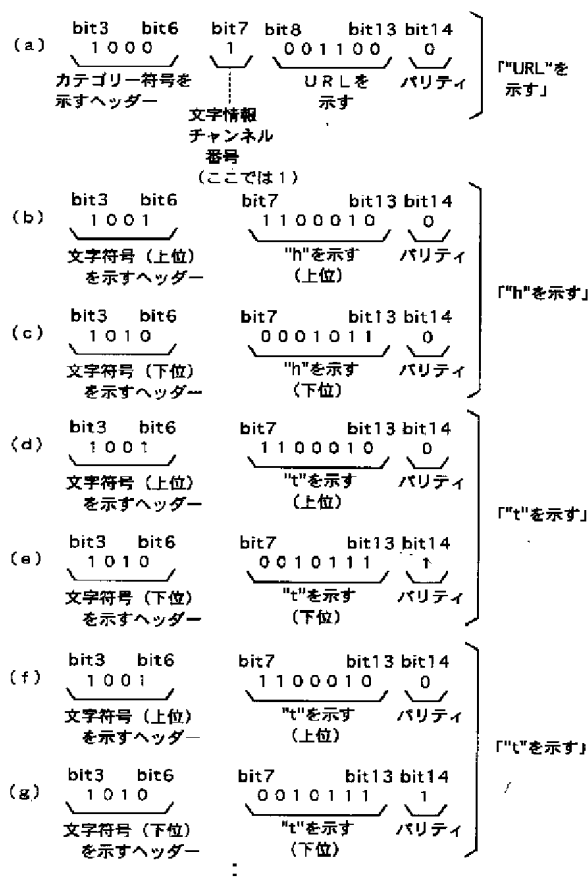 bit3 bit6 bit7 bit8 bit13 bit14
(a) 1000 1 001100 0
カテゴリー符号を
示すヘッダー
URLを
示す
パリティ
「"URL"を
示す」
文字情報
チャンネル
番号
(ここでは1)
bit3 bit6 bit7 bit13 bit14
(b) 1001 1100010 0
文字符号(上位)
を示すヘッダー
"h"を示す
(上位)
パリティ
「"h"を示す」
bit3 bit6 bit7 bit13 bit14
(c) 1010 0001011 0
文字符号(下位)
を示すヘッダー
"h"を示す
(下位)
パリティ
bit3 bit6 bit7 bit13 bit14
(d) 1001 1100010 0
文字符号(上位)
を示すヘッダー
"t"を示す
(上位)
パリティ
「"t"を示す」
bit3 bit6 bit7 bit13 bit14
(e) 1010 0010111 1
文字符号(下位)
を示すヘッダー
"t"を示す
(下位)
パリティ
bit3 bit6 bit7 bit13 bit14
(f) 1001 1100010 0
文字符号(上位)
を示すヘッダー
"t"を示す
(上位)
パリティ
「"t"を示す」
bit3 bit6 bit7 bit13 bit14
(g) 1010 0010111 1
文字符号(下位)
を示すヘッダー
"t"を示す
(下位)
パリティ
: